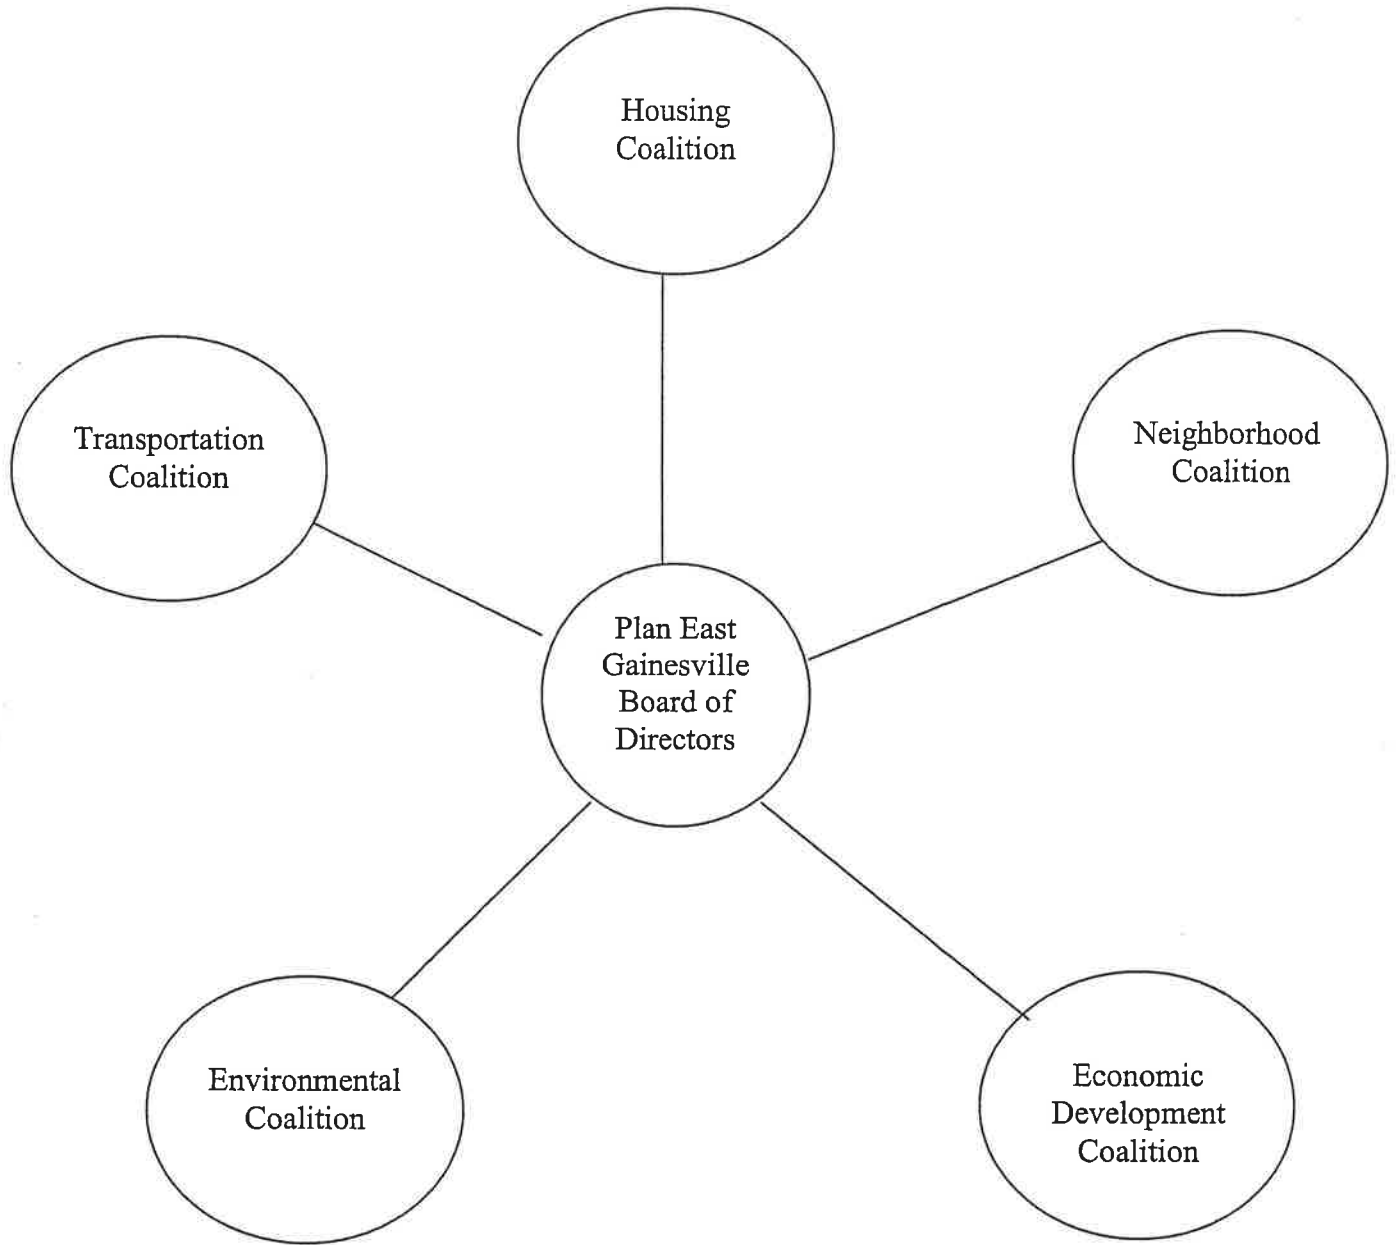 Housing
Coalition
Transportation
Coalition
Neighborhood
Coalition
Plan East
Gainesville
Board of
Directors
Environmental
Coalition
Economic
Development
Coalition